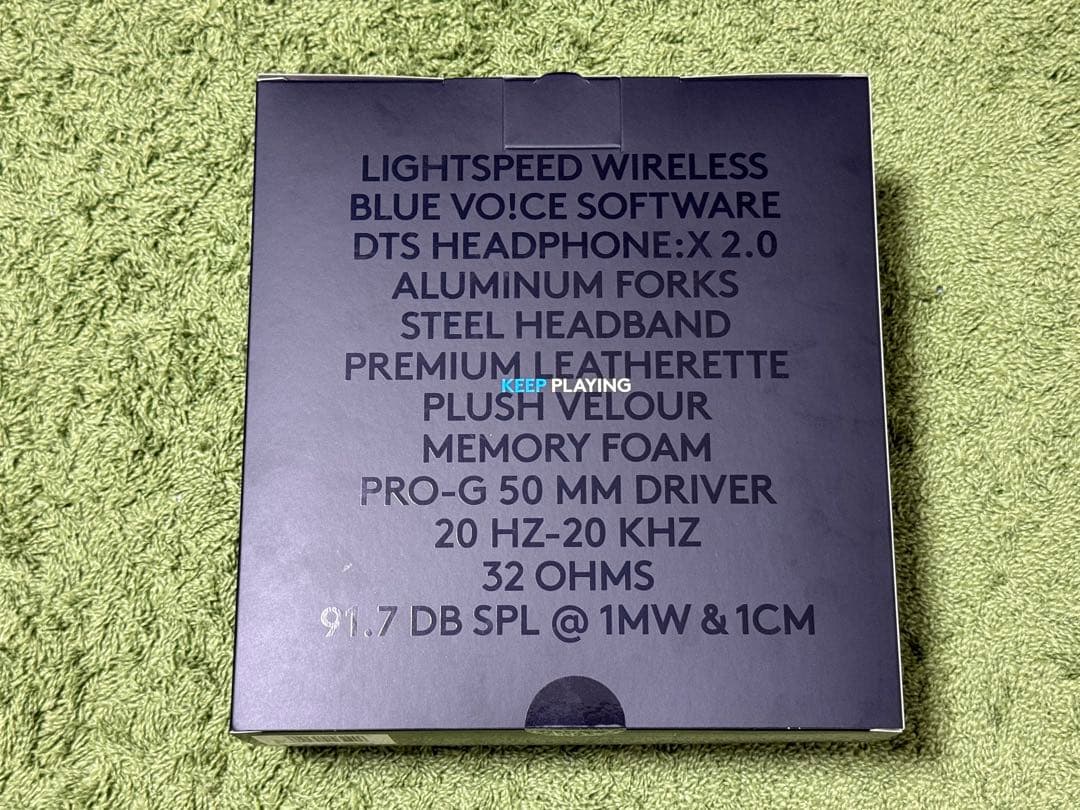 LIGHTSPEED WIRELESS
BLUE VO!CE SOFTWARE
DTS HEADPHONE:X 2.0
ALUMINUM FORKS
STEEL HEADBAND
PREMIUM LEATHERETTE
KEEP PLAYING
PLUSH VELOUR
MEMORY FOAM
PRO-G 50 MM DRIVER
20 HZ-20 KHZ
32 OHMS
91.7 DB SPL @ 1MW & 1CM